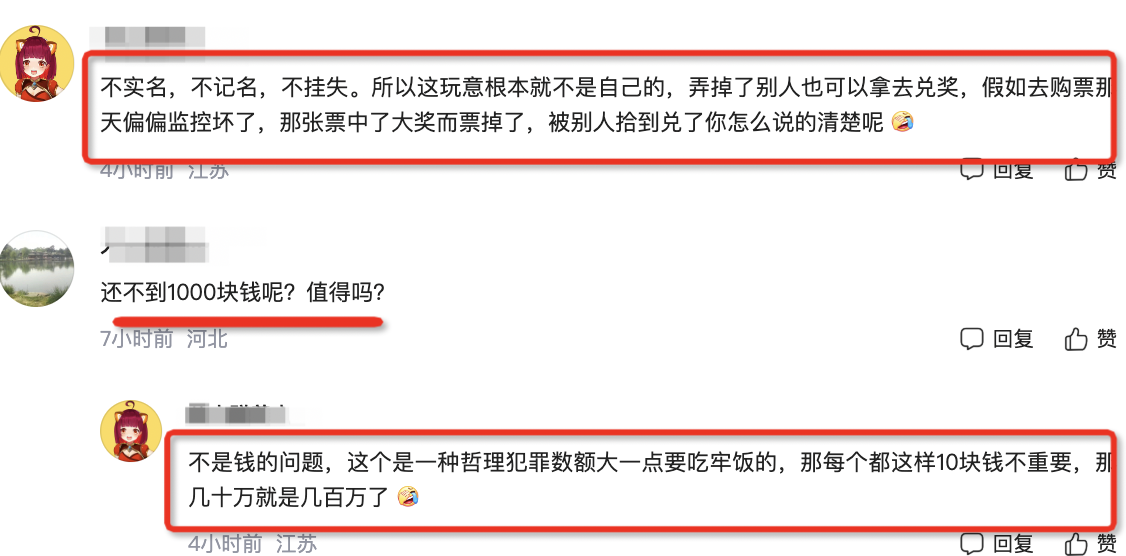 不实名，不记名，不挂失。所以这玩意根本就不是自己的，弄掉了别人也可以拿去兑奖，假如去购票那
天偏偏监控坏了，那张票中了大奖而票掉了，被别人拾到兑了你怎么说的清楚呢 🤣
4小时前 江苏 回复 赞
还不到1000块钱呢？值得吗？
7小时前 河北 回复 赞
不是钱的问题，这个是一种哲理犯罪数额大一点要吃牢饭的，那每个都这样10块钱不重要，那
几十万就是几百万了 🤣
4小时前 江苏 回复 赞